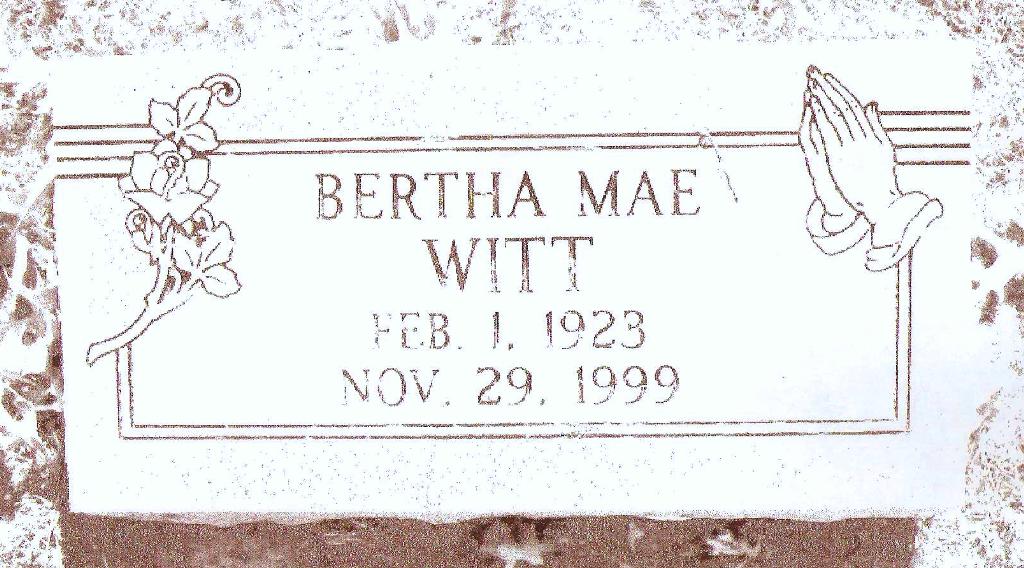 BERTHA MAE
WITT
FEB. 1, 1923
NOV. 29, 1999